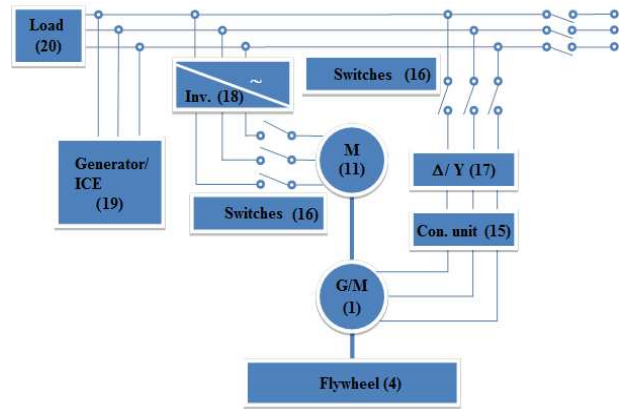 Load
(20)
Switches (16)
~
Inv. (18)
Generator/
ICE
(19)
M
(11)
Δ/ Y (17)
Switches (16)
Con. unit (15)
G/M
(1)
Flywheel (4)